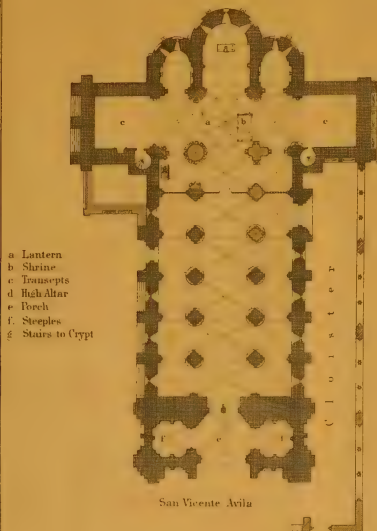 a Lantern
b Shrine
c Transepts
d High Altar
e Porch
f. Steeples
g Stairs to Crypt
c
a
b
c
Cloister
f
e
f
San Vicente Avila